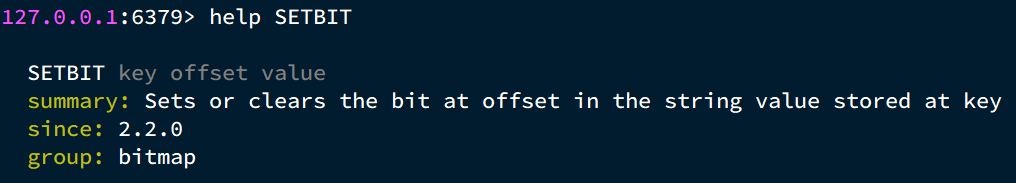 127.0.0.1:6379> help SETBIT
SETBIT key offset value
summary: Sets or clears the bit at offset in the string value stored at key
since: 2.2.0
group: bitmap